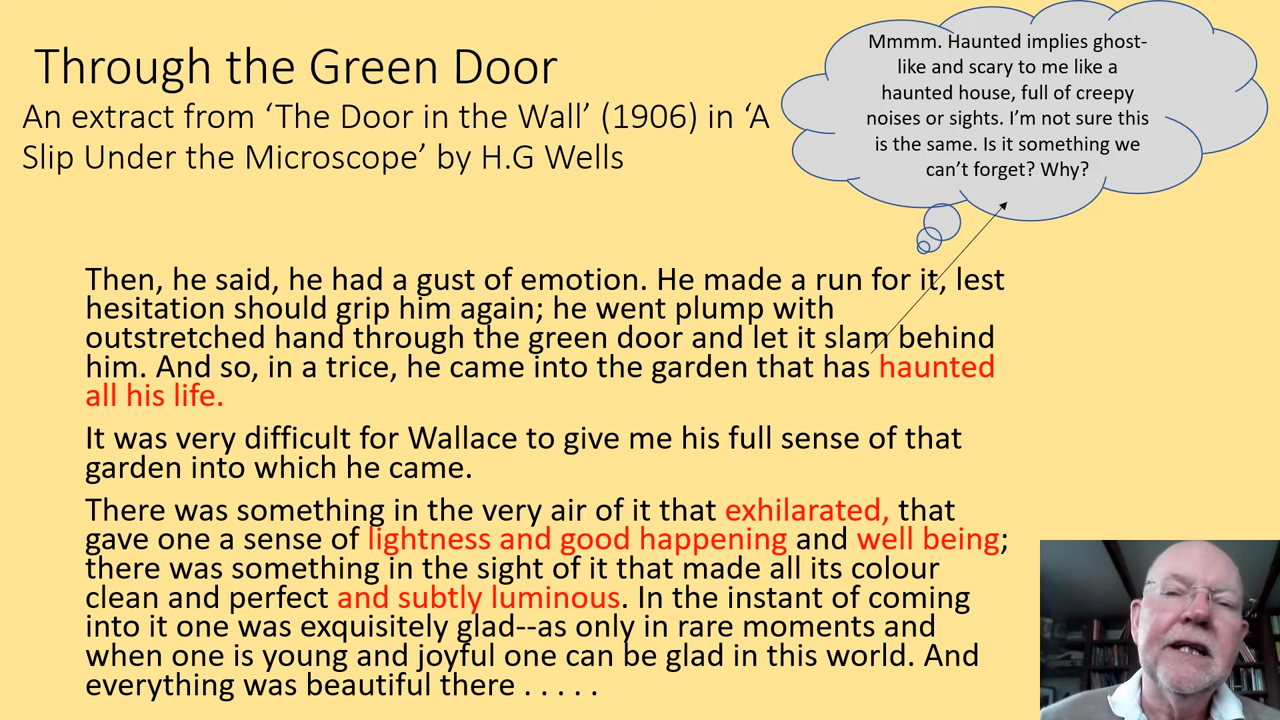 Through the Green Door
An extract from ‘The Door in the Wall’ (1906) in ‘A
Slip Under the Microscope’ by H.G Wells
Mmmm. Haunted implies ghost-
like and scary to me like a
haunted house, full of creepy
noises or sights. I’m not sure this
is the same. Is it something we
can’t forget? Why?
Then, he said, he had a gust of emotion. He made a run for it, lest
hesitation should grip him again; he went plump with
outstretched hand through the green door and let it slam behind
him. And so, in a trice, he came into the garden that has haunted
all his life.
It was very difficult for Wallace to give me his full sense of that
garden into which he came.
There was something in the very air of it that exhilarated, that
gave one a sense of lightness and good happening and well being;
there was something in the sight of it that made all its colour
clean and perfect and subtly luminous. In the instant of coming
into it one was exquisitely glad--as only in rare moments and
when one is young and joyful one can be glad in this world. And
everything was beautiful there . . . . .